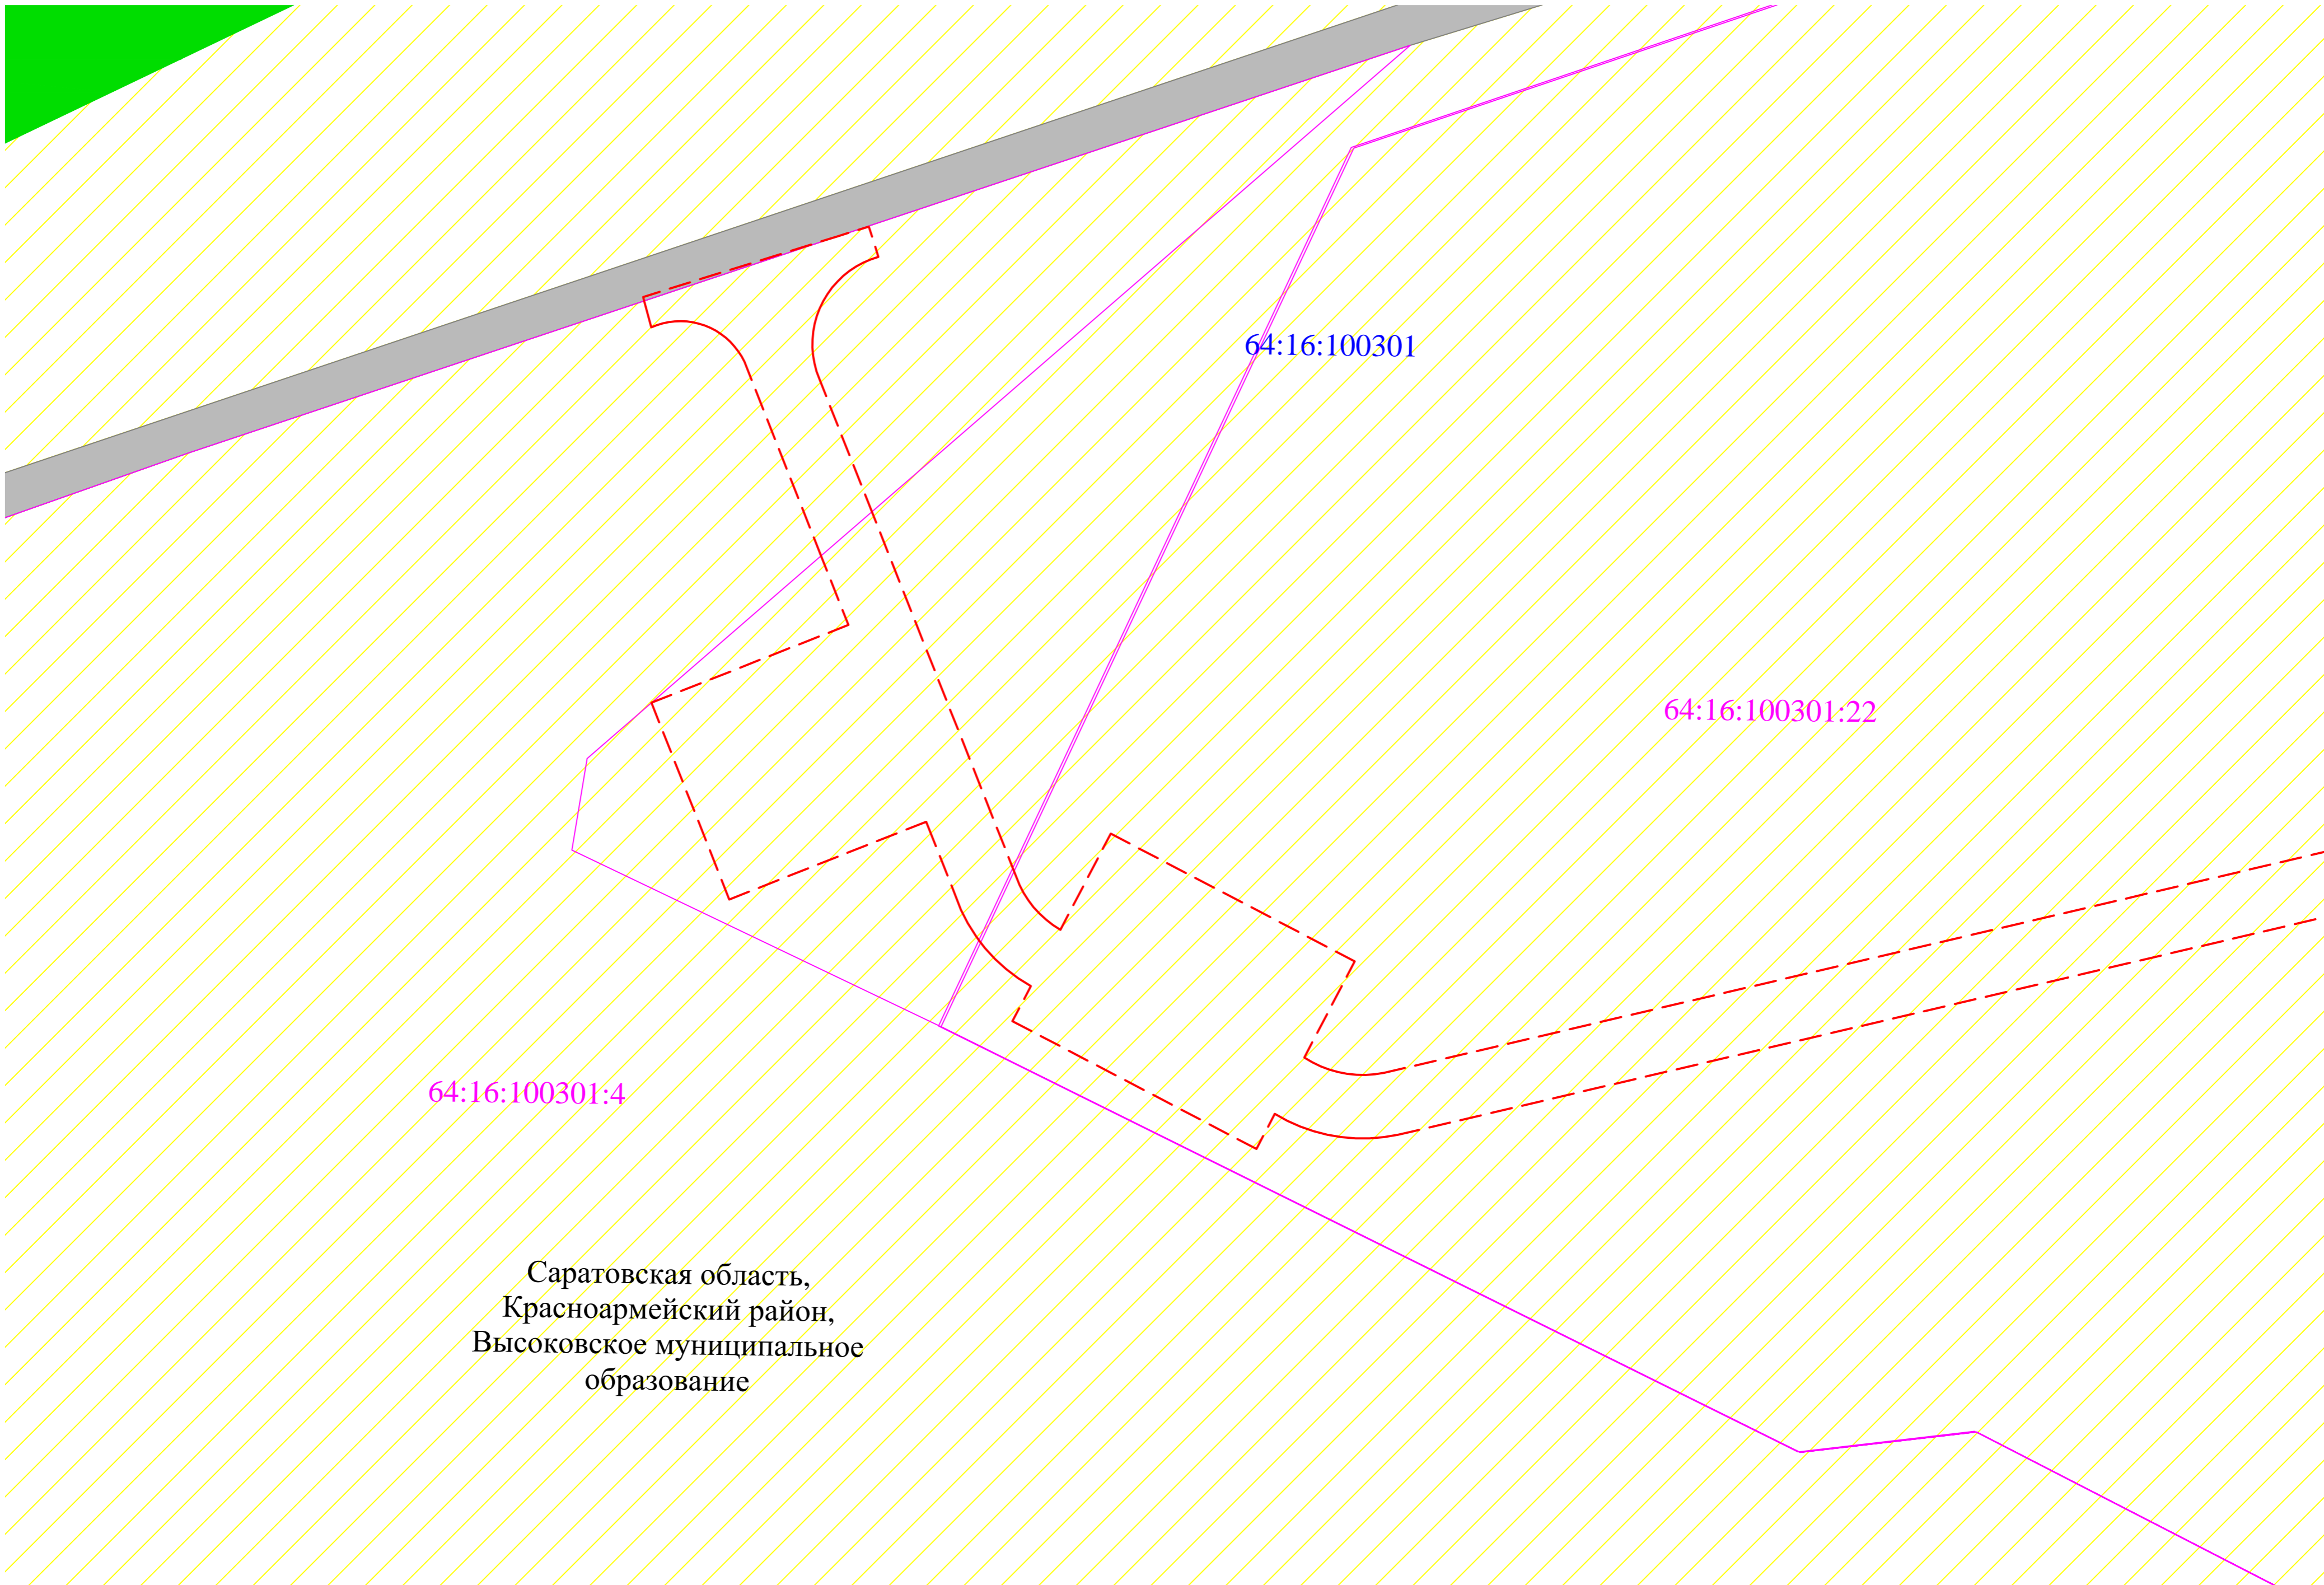 64:16:100301
64:16:100301:22
64:16:100301:4
Саратовская область,
Красноармейский район,
Высоковское муниципальное
образование